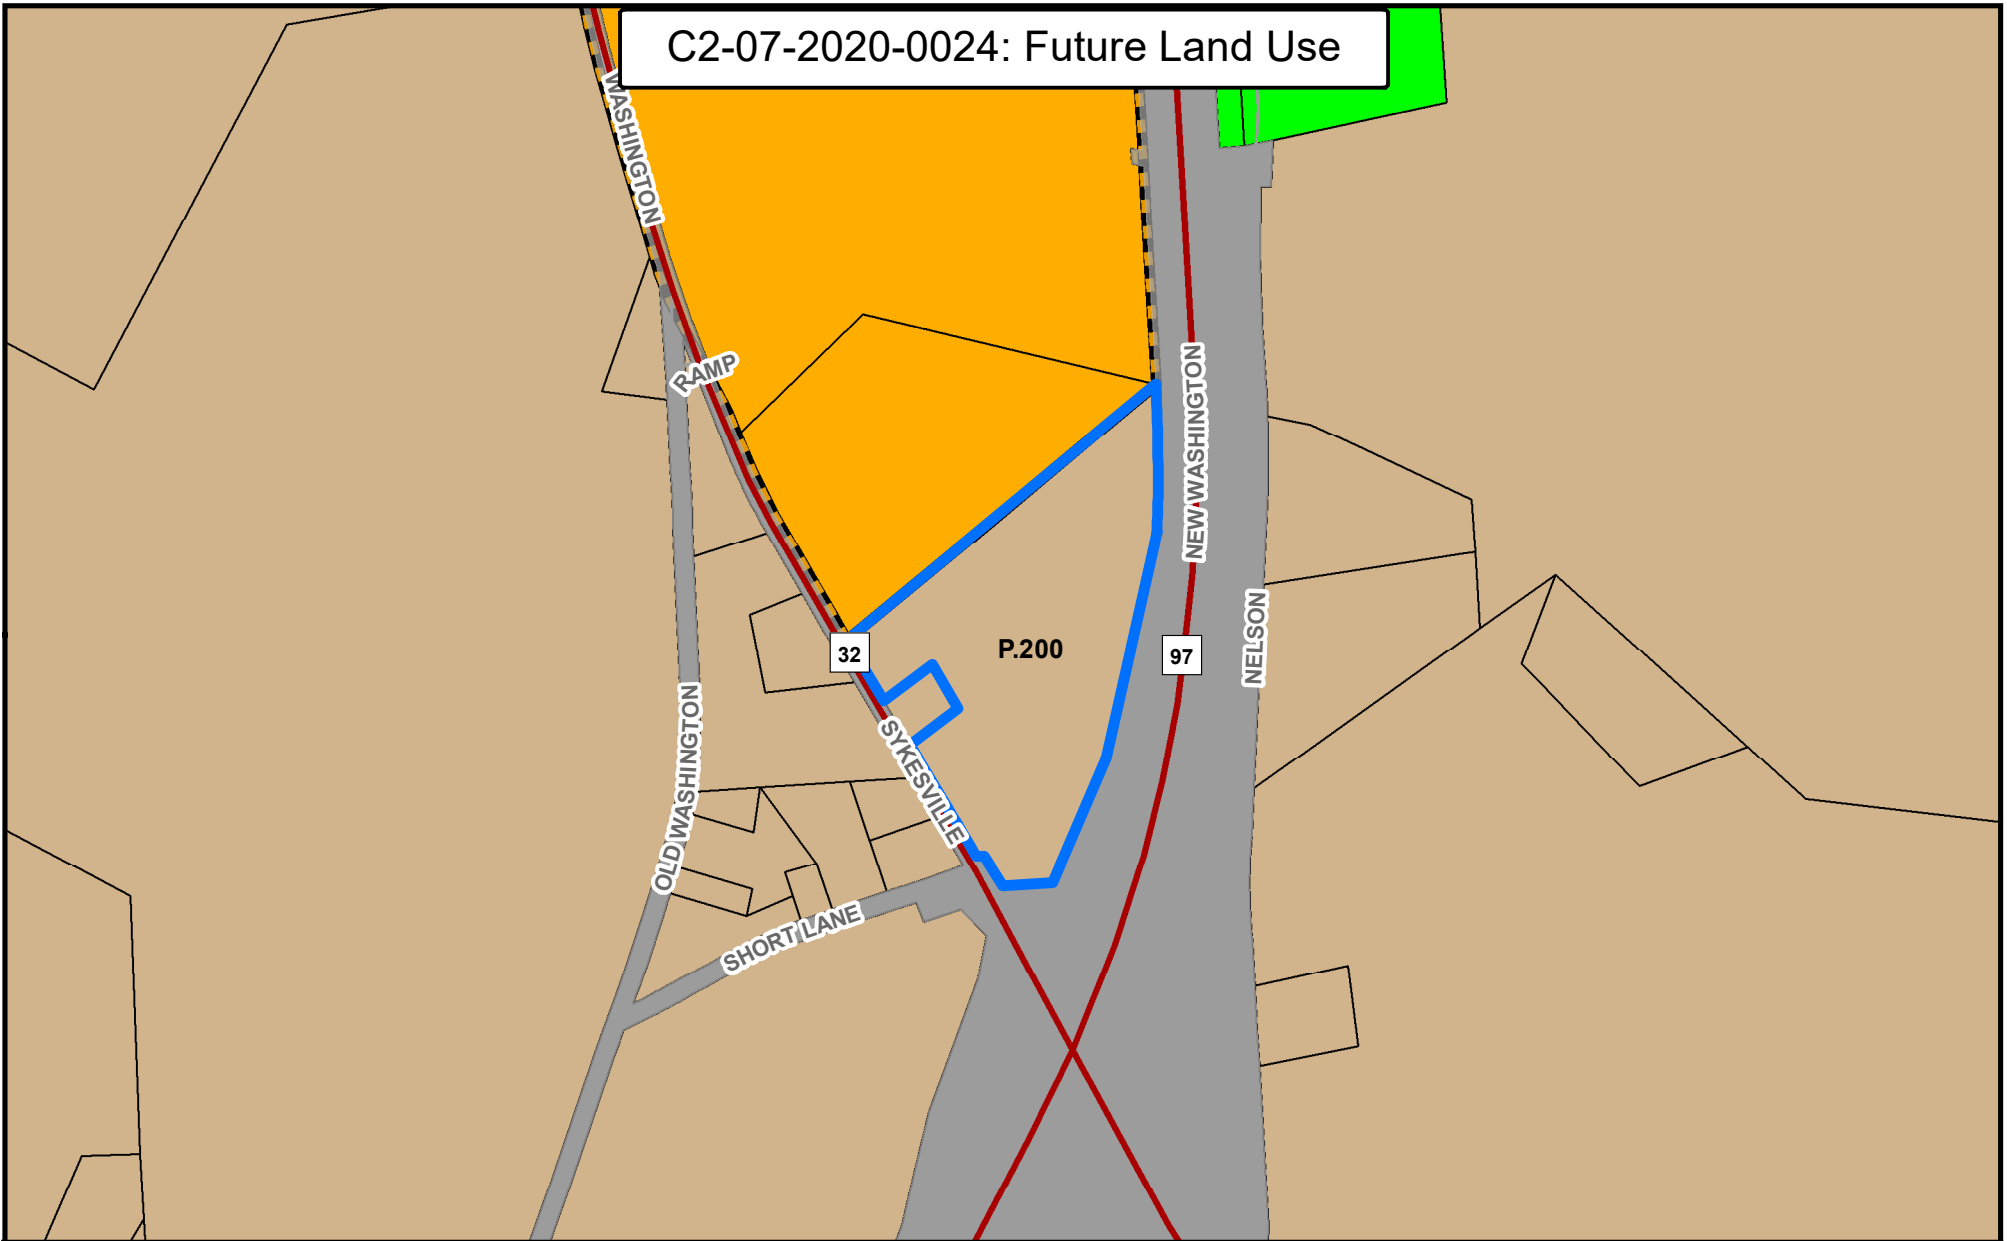 C2-07-2020-0024: Future Land Use
WASHINGTON
RAMP
NEW WASHINGTON
NELSON
32
P.200
97
OLD WASHINGTON
SYKESVILLE
SHORT LANE